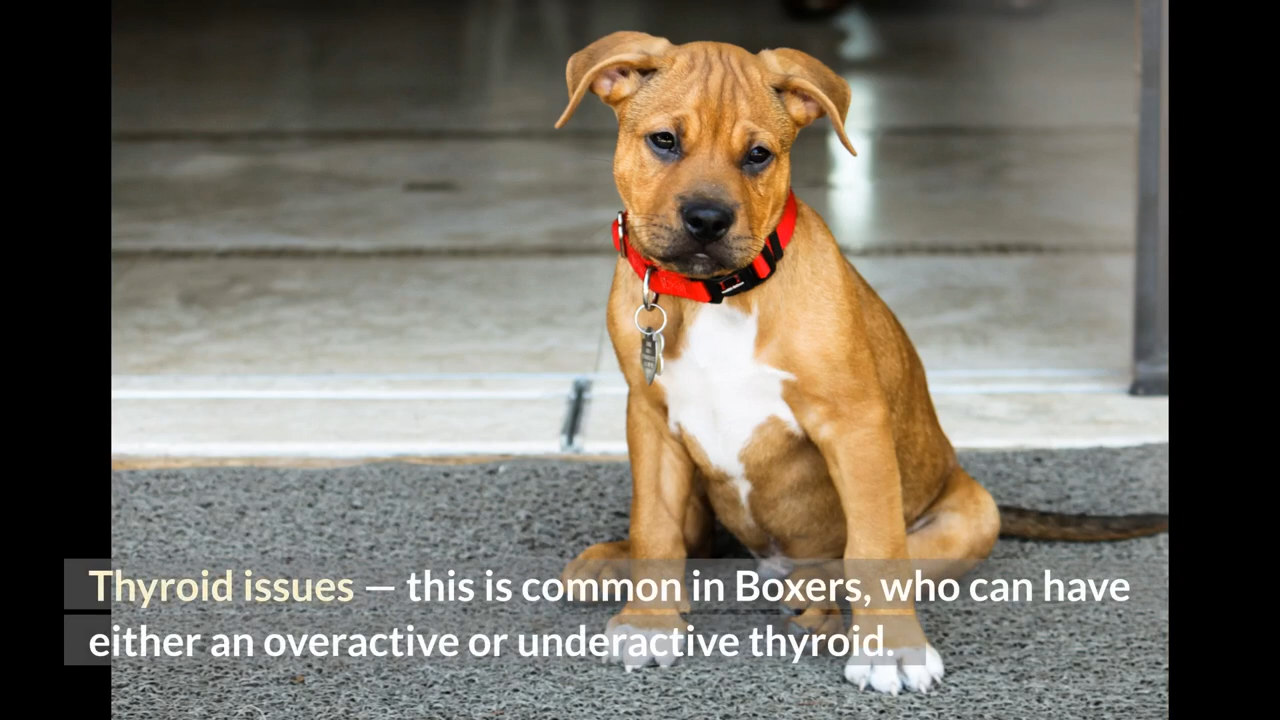 Thyroid issues — this is common in Boxers, who can have
either an overactive or underactive thyroid.